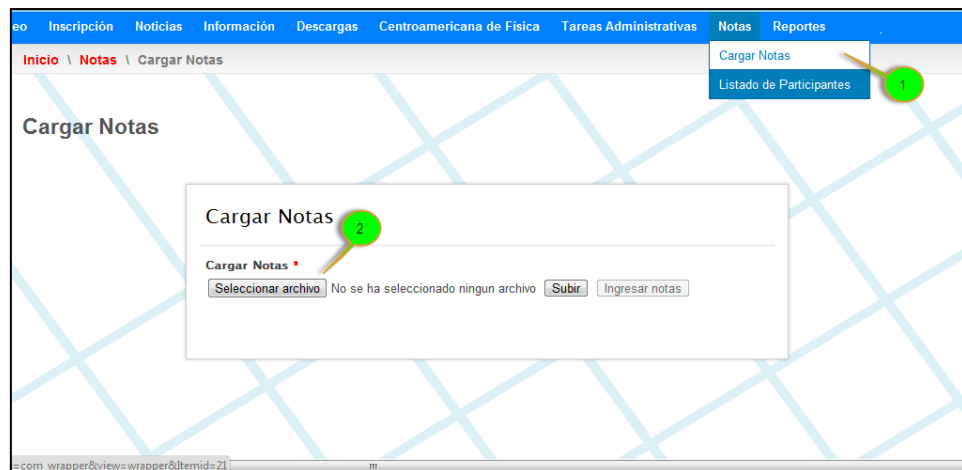 eo Inscripción Noticias Información Descargas Centroamericana de Física Tareas Administrativas Notas Reportes
Inicio \ Notas \ Cargar Notas
Cargar Notas
Listado de Participantes
1
Cargar Notas
Cargar Notas
2
Cargar Notas *
Seleccionar archivo No se ha seleccionado ningun archivo Subir Ingresar notas
=com_wrapper&view=wrapper&Itemid=21